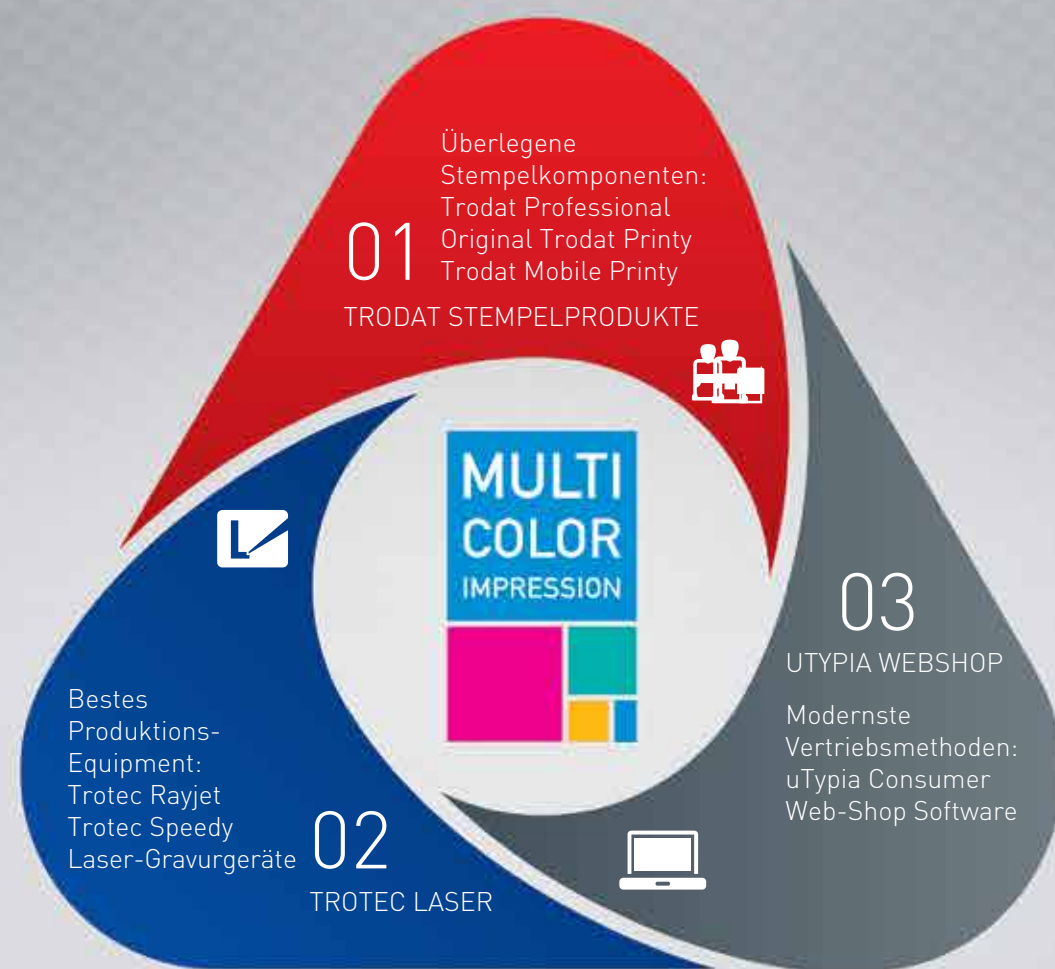 Überlegene
Stempelkomponenten:
Trodat Professional
Original Trodat Printy
Trodat Mobile Printy
01
TRODAT STEMPELPRODUKTE
MULTI
COLOR
IMPRESSION
L
Bestes
Produktions-
Equipment:
Trotec Rayjet
Trotec Speedy
Laser-Gravurgeräte
02
TROTEC LASER
03
UTYPIA WEBSHOP
Modernste
Vertriebsmethoden:
uTypia Consumer
Web-Shop Software